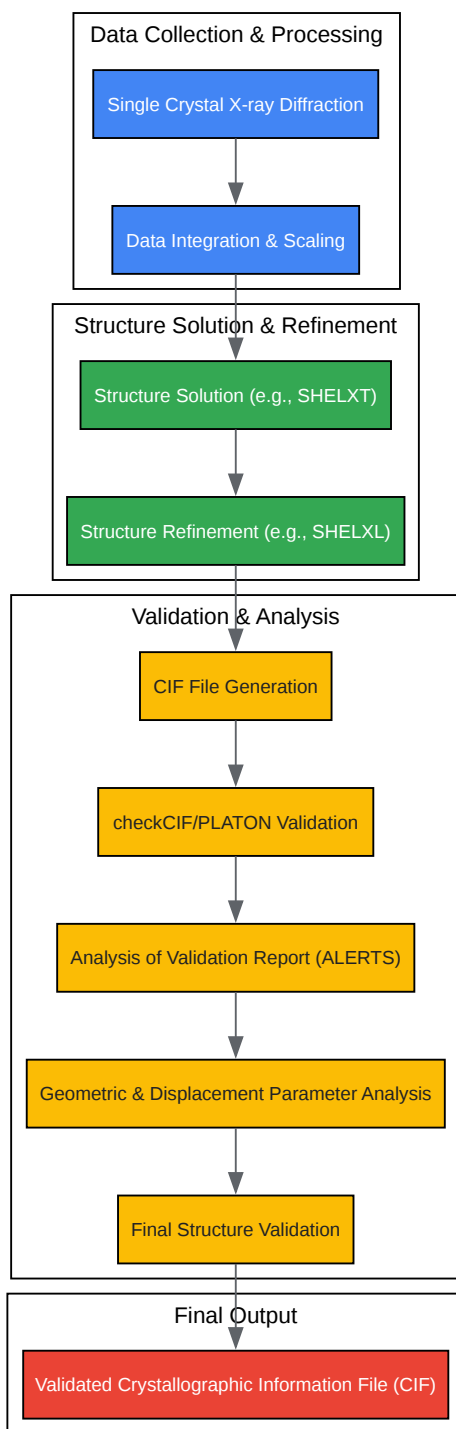 Data Collection & Processing
Single Crystal X-ray Diffraction
Data Integration & Scaling
Structure Solution & Refinement
Structure Solution (e.g., SHELXT)
Structure Refinement (e.g., SHELXL)
Validation & Analysis
CIF File Generation
checkCIF/PLATON Validation
Analysis of Validation Report (ALERTS)
Geometric & Displacement Parameter Analysis
Final Structure Validation
Final Output
Validated Crystallographic Information File (CIF)